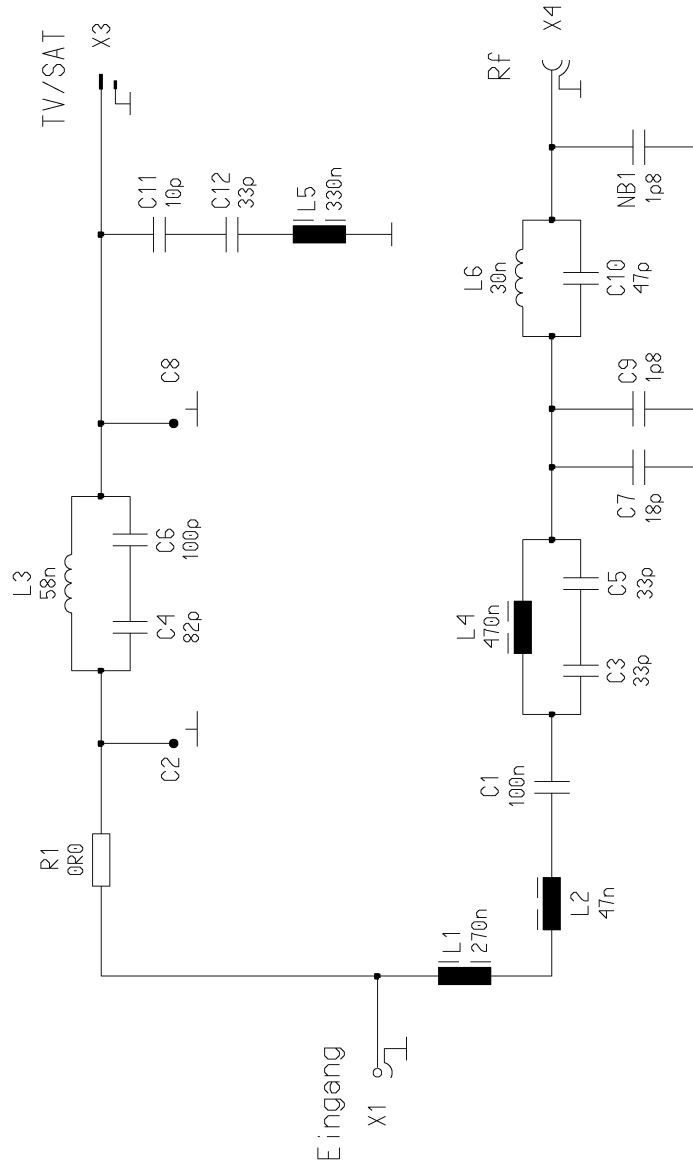 Eingang
X1
R1
0R0
C2
L3
58n
C4
82p
C6
100p
C8
C11
10p
C12
33p
L5
330n
TV/SAT
X3
L1
270n
L2
47n
C1
100n
L4
470n
C3
33p
C5
33p
C7
18p
C9
1p8
L6
30n
C10
47p
NB1
1p8
Rf
X4